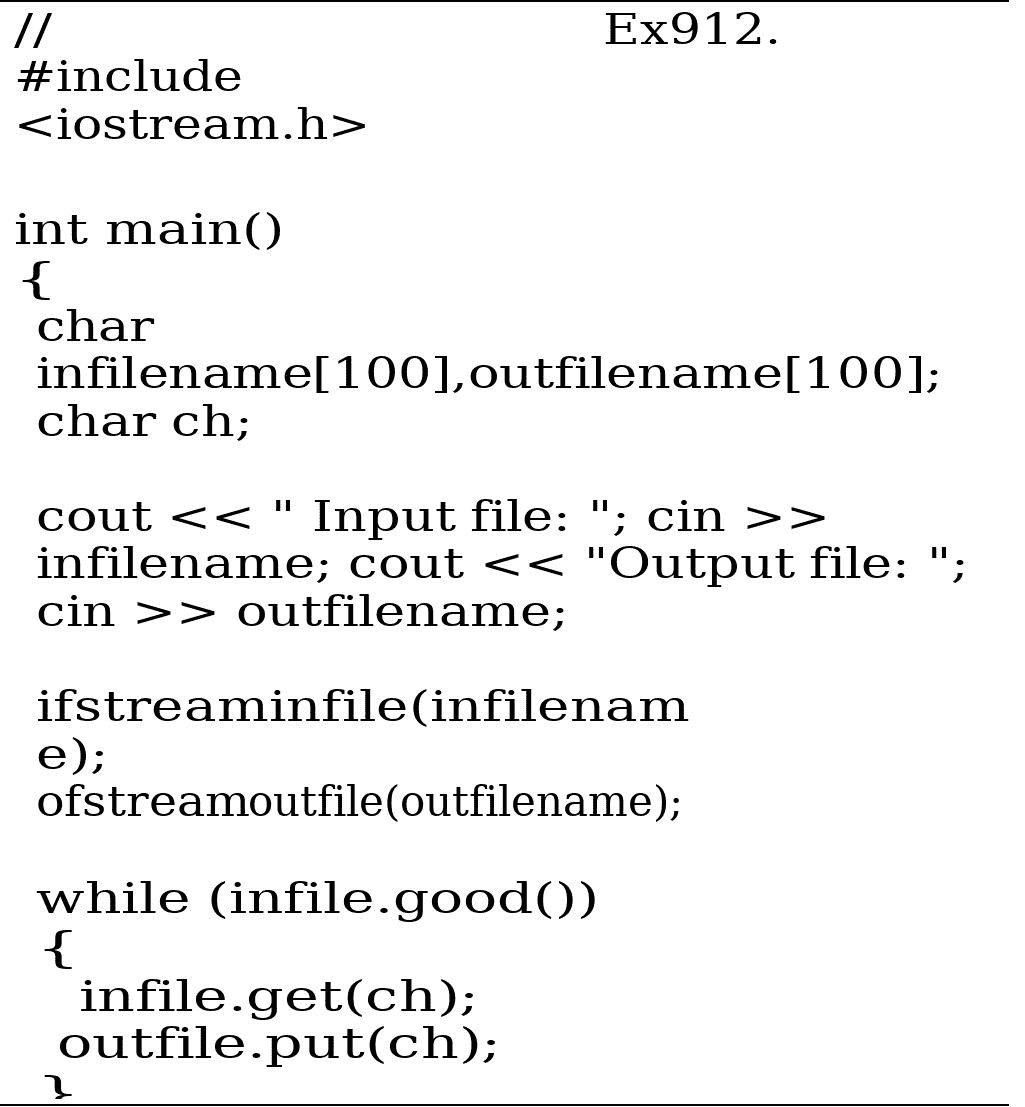 // Ex912.
#include
<iostream.h>
int main()
{
char
infilename[100],outfilename[100];
char ch;
cout << " Input file: "; cin >>
infilename; cout << "Output file: ";
cin >> outfilename;
ifstreaminfile(infilenam
e);
ofstreamoutfile(outfilename);
while (infile.good())
{
infile.get(ch);
outfile.put(ch);
}